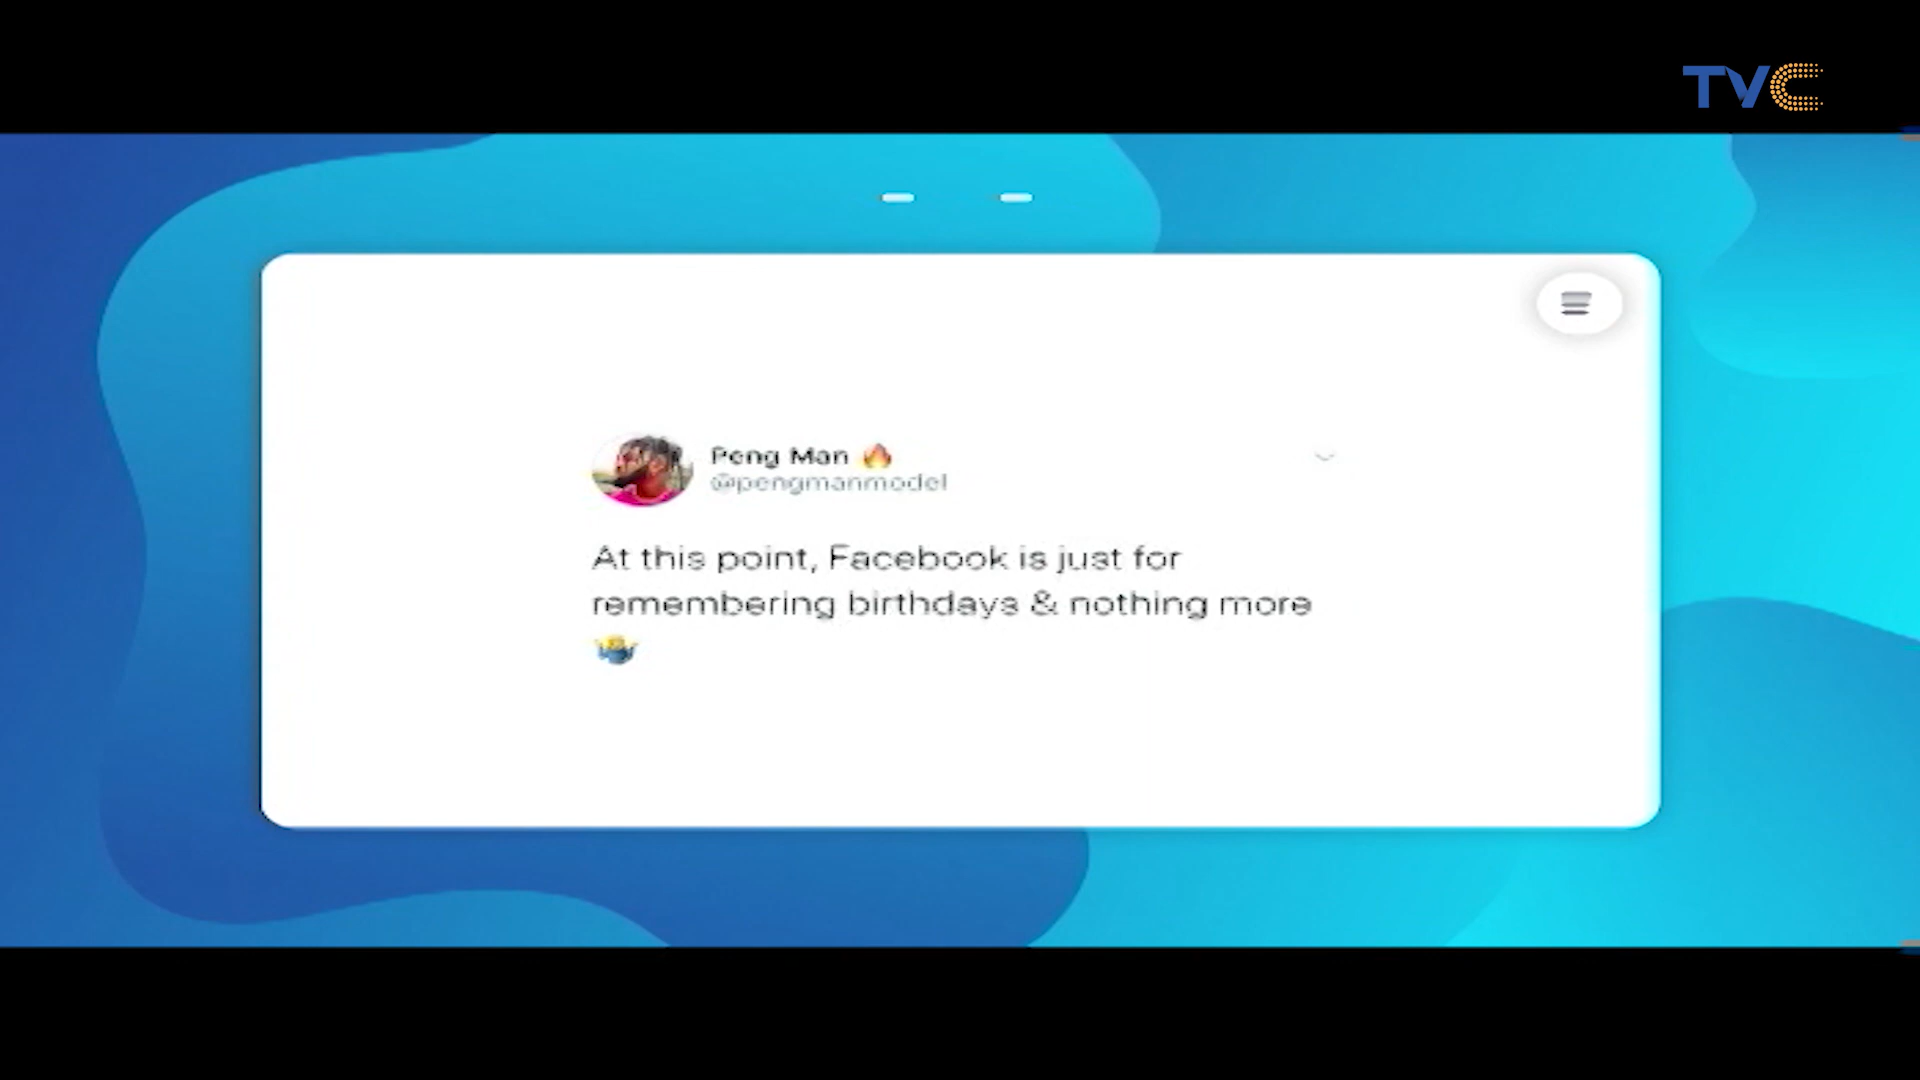 TVC
Peng Man 🔥
@pengmanmodel
At this point, Facebook is just for
remembering birthdays & nothing more
🤷